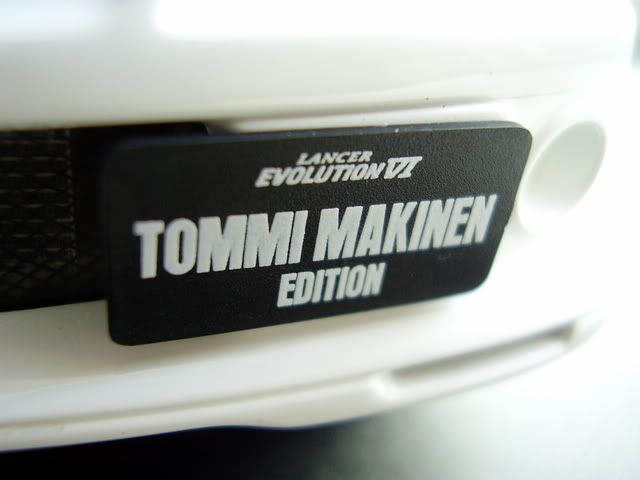 LANCER
EVOLUTION VI
TOMMI MAKINEN
EDITION